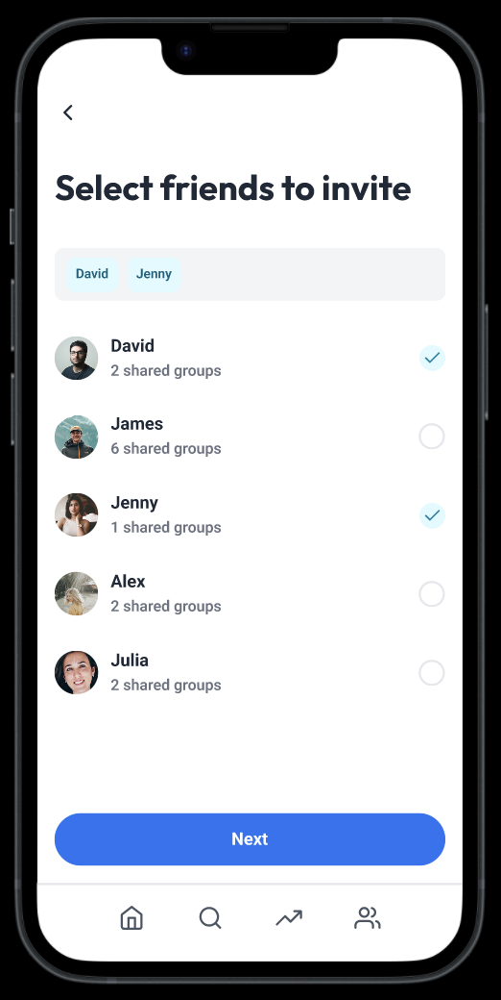 Select friends to invite
David Jenny
David
2 shared groups
James
6 shared groups
Jenny
1 shared groups
Alex
2 shared groups
Julia
2 shared groups
Next